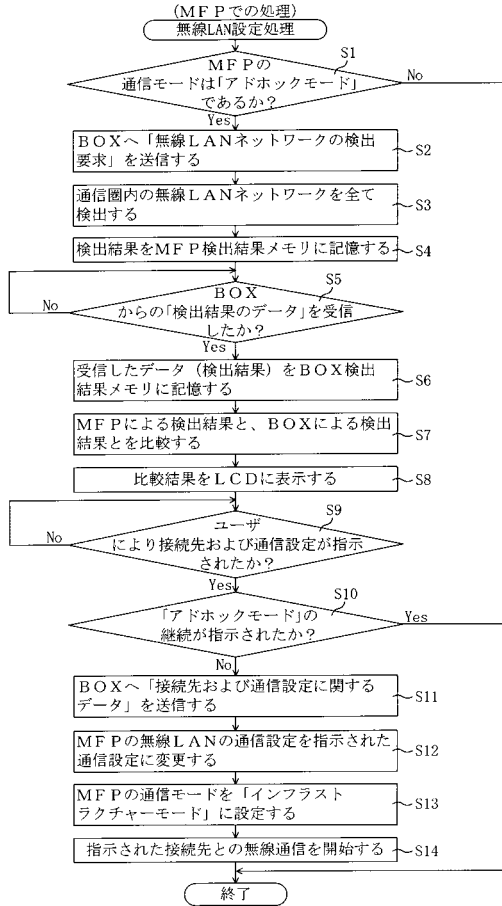 (MFPでの処理)
無線LAN設定処理
S1
MFPの
通信モードは「アドホックモード」
であるか?
No
Yes
BOXへ「無線LANネットワークの検出
要求」を送信する
S2
通信圏内の無線LANネットワークを全て
検出する
S3
検出結果をMFP検出結果メモリに記憶する
S4
S5
BOX
からの「検出結果のデータ」を受信
したか?
No
Yes
受信したデータ(検出結果)をBOX検出
結果メモリに記憶する
S6
MFPによる検出結果と、BOXによる検出
結果とを比較する
S7
比較結果をLCDに表示する
S8
S9
ユーザ
により接続先および通信設定が指示
されたか?
No
Yes
S10
「アドホックモード」の
継続が指示されたか?
Yes
No
BOXへ「接続先および通信設定に関する
データ」を送信する
S11
MFPの無線LANの通信設定を指示された
通信設定に変更する
S12
MFPの通信モードを「インフラスト
ラクチャーモード」に設定する
S13
指示された接続先との無線通信を開始する
S14
終了